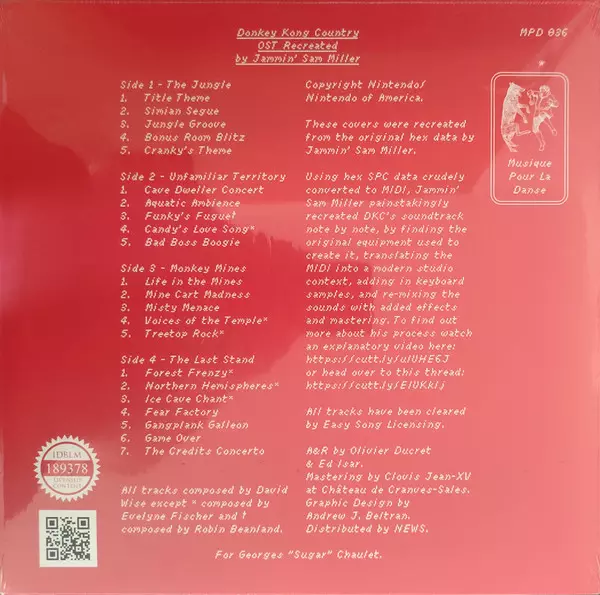 Donkey Kong Country
OST Recreated
by Jammin' Sam Miller
MPD 036
Side 1 - The Jungle
1. Title Theme
2. Simian Segue
3. Jungle Groove
4. Bonus Room Blitz
5. Cranky's Theme
Side 2 - Unfamiliar Territory
1. Cave Dweller Concert
2. Aquatic Ambience
3. Funky's Fugue†
4. Candy's Love Song*
5. Bad Boss Boogie
Side 3 - Monkey Mines
1. Life in the Mines
2. Mine Cart Madness
3. Misty Menace
4. Voices of the Temple*
5. Treetop Rock*
Side 4 - The Last Stand
1. Forest Frenzy*
2. Northern Hemispheres*
3. Ice Cave Chant*
4. Fear Factory
5. Gangplank Galleon
6. Game Over
7. The Credits Concerto
All tracks composed by David
Wise except * composed by
Evelyne Fischer and †
composed by Robin Beanland.
Copyright Nintendo/
Nintendo of America.
These covers were recreated
from the original hex data by
Jammin' Sam Miller.
Using hex SPC data crudely
converted to MIDI, Jammin'
Sam Miller painstakingly
recreated DKC's soundtrack
note by note, by finding the
original equipment used to
create it, translating the
MIDI into a modern studio
context, adding in keyboard
samples, and re-mixing the
sounds with added effects
and mastering. To find out
more about his process watch
an explanatory video here:
https://cutt.ly/ulUHE6J
or head over to this thread:
https://cutt.ly/ElUKklj
All tracks have been cleared
by Easy Song Licensing.
A&R by Olivier Ducret
& Ed Isar.
Mastering by Clovis Jean-XV
at Château de Cranves-Sales.
Graphic Design by
Andrew J. Beltran.
Distributed by NEWS.
Musique
Pour La
Danse
IDBLM
189378
For Georges "Sugar" Chaulet.